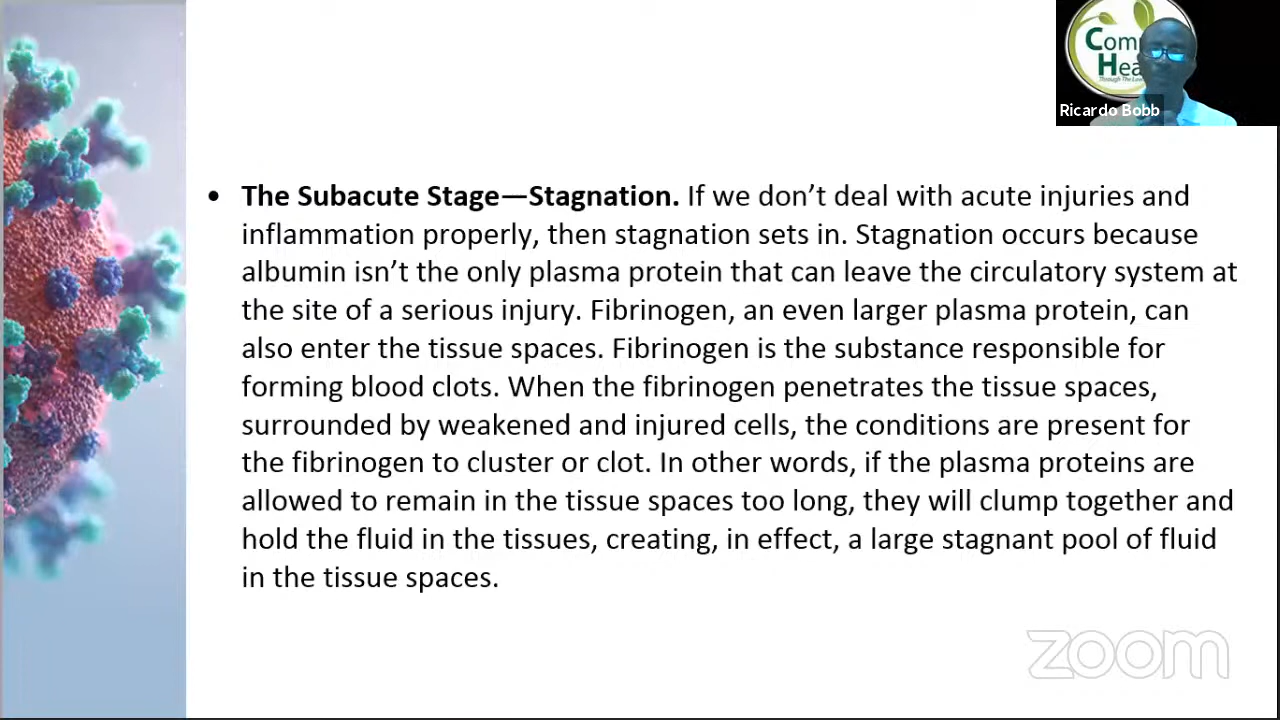 Com
Hea
Through The Law
Ricardo Bobb
• The Subacute Stage—Stagnation. If we don’t deal with acute injuries and
inflammation properly, then stagnation sets in. Stagnation occurs because
albumin isn’t the only plasma protein that can leave the circulatory system at
the site of a serious injury. Fibrinogen, an even larger plasma protein, can
also enter the tissue spaces. Fibrinogen is the substance responsible for
forming blood clots. When the fibrinogen penetrates the tissue spaces,
surrounded by weakened and injured cells, the conditions are present for
the fibrinogen to cluster or clot. In other words, if the plasma proteins are
allowed to remain in the tissue spaces too long, they will clump together and
hold the fluid in the tissues, creating, in effect, a large stagnant pool of fluid
in the tissue spaces.
zoom